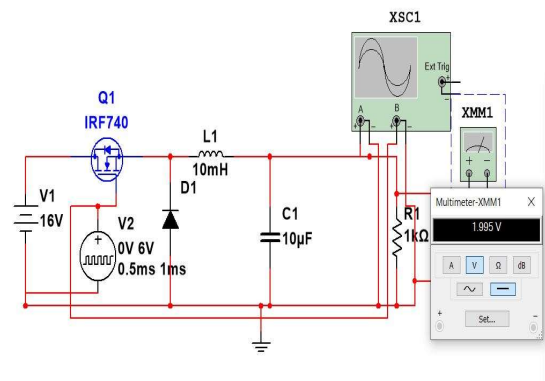 XSC1
Ext Trig
+
−
A
B
+ −
+ −
XMM1
+ −
Q1
IRF740
L1
10mH
D1
V1
16V
V2
0V 6V
0.5ms 1ms
C1
10µF
R1
1kΩ
Multimeter-XMM1 X
1.995 V
A V Ω dB
Set...
+ −